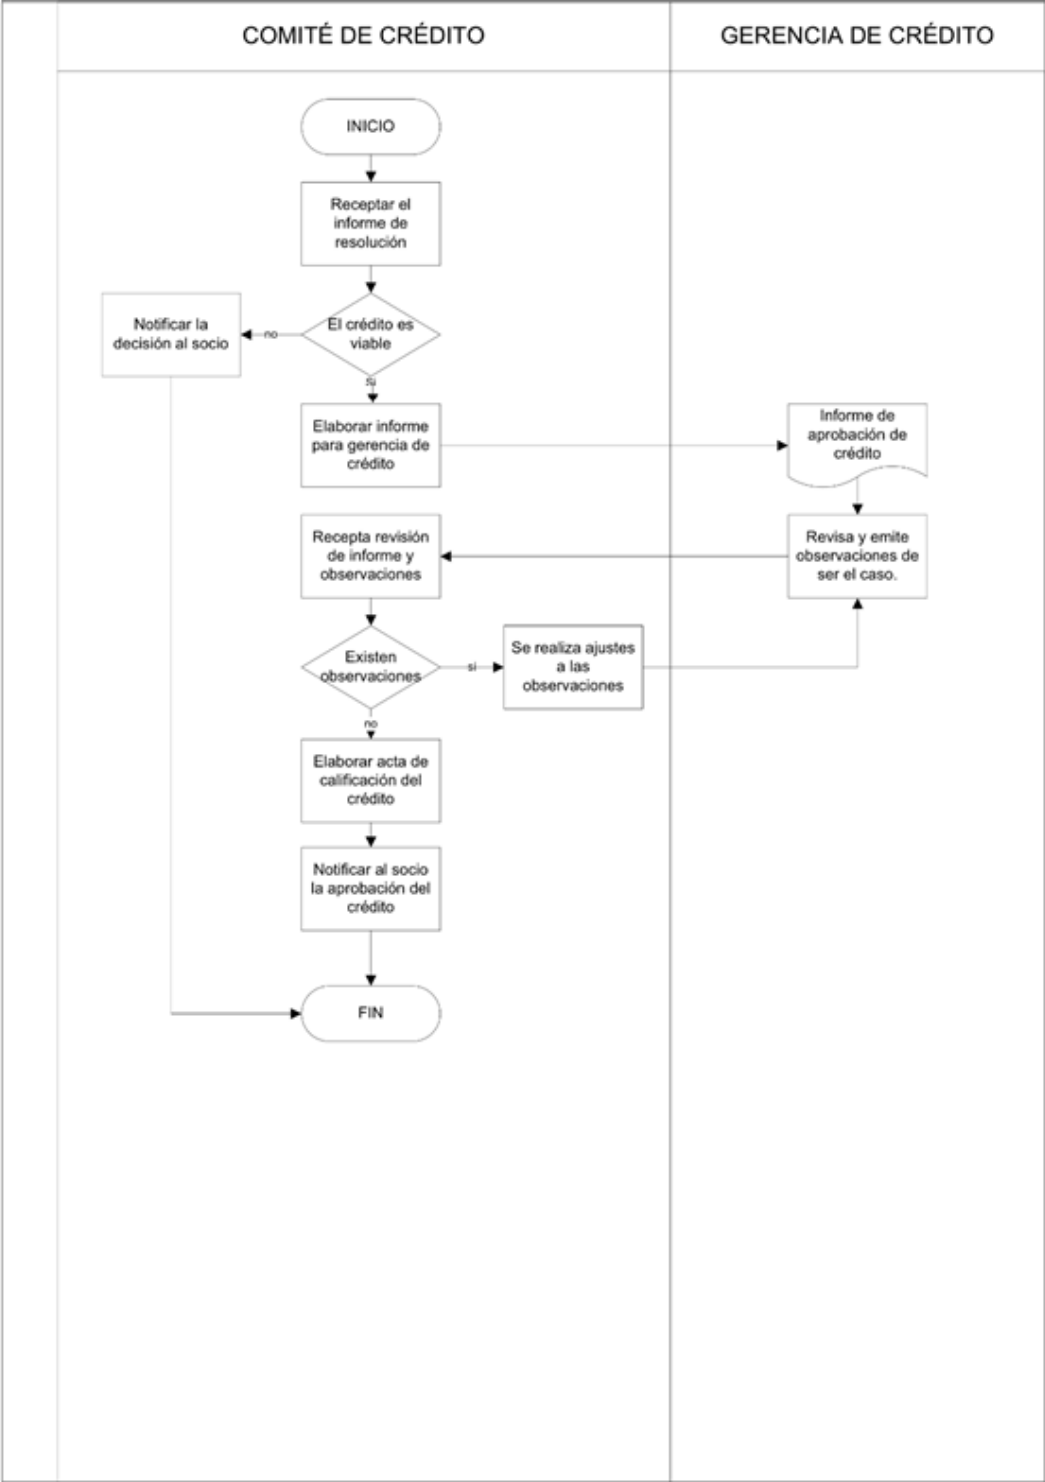 COMITÉ DE CRÉDITO
GERENCIA DE CRÉDITO
INICIO
Receptar el
informe de
resolución
El crédito es
viable
no
Notificar la
decisión al socio
si
Elaborar informe
para gerencia de
crédito
Informe de
aprobación de
crédito
Recepta revisión
de informe y
observaciones
Revisa y emite
observaciones de
ser el caso.
Existen
observaciones
si
Se realiza ajustes
a las
observaciones
no
Elaborar acta de
calificación del
crédito
Notificar al socio
la aprobación del
crédito
FIN